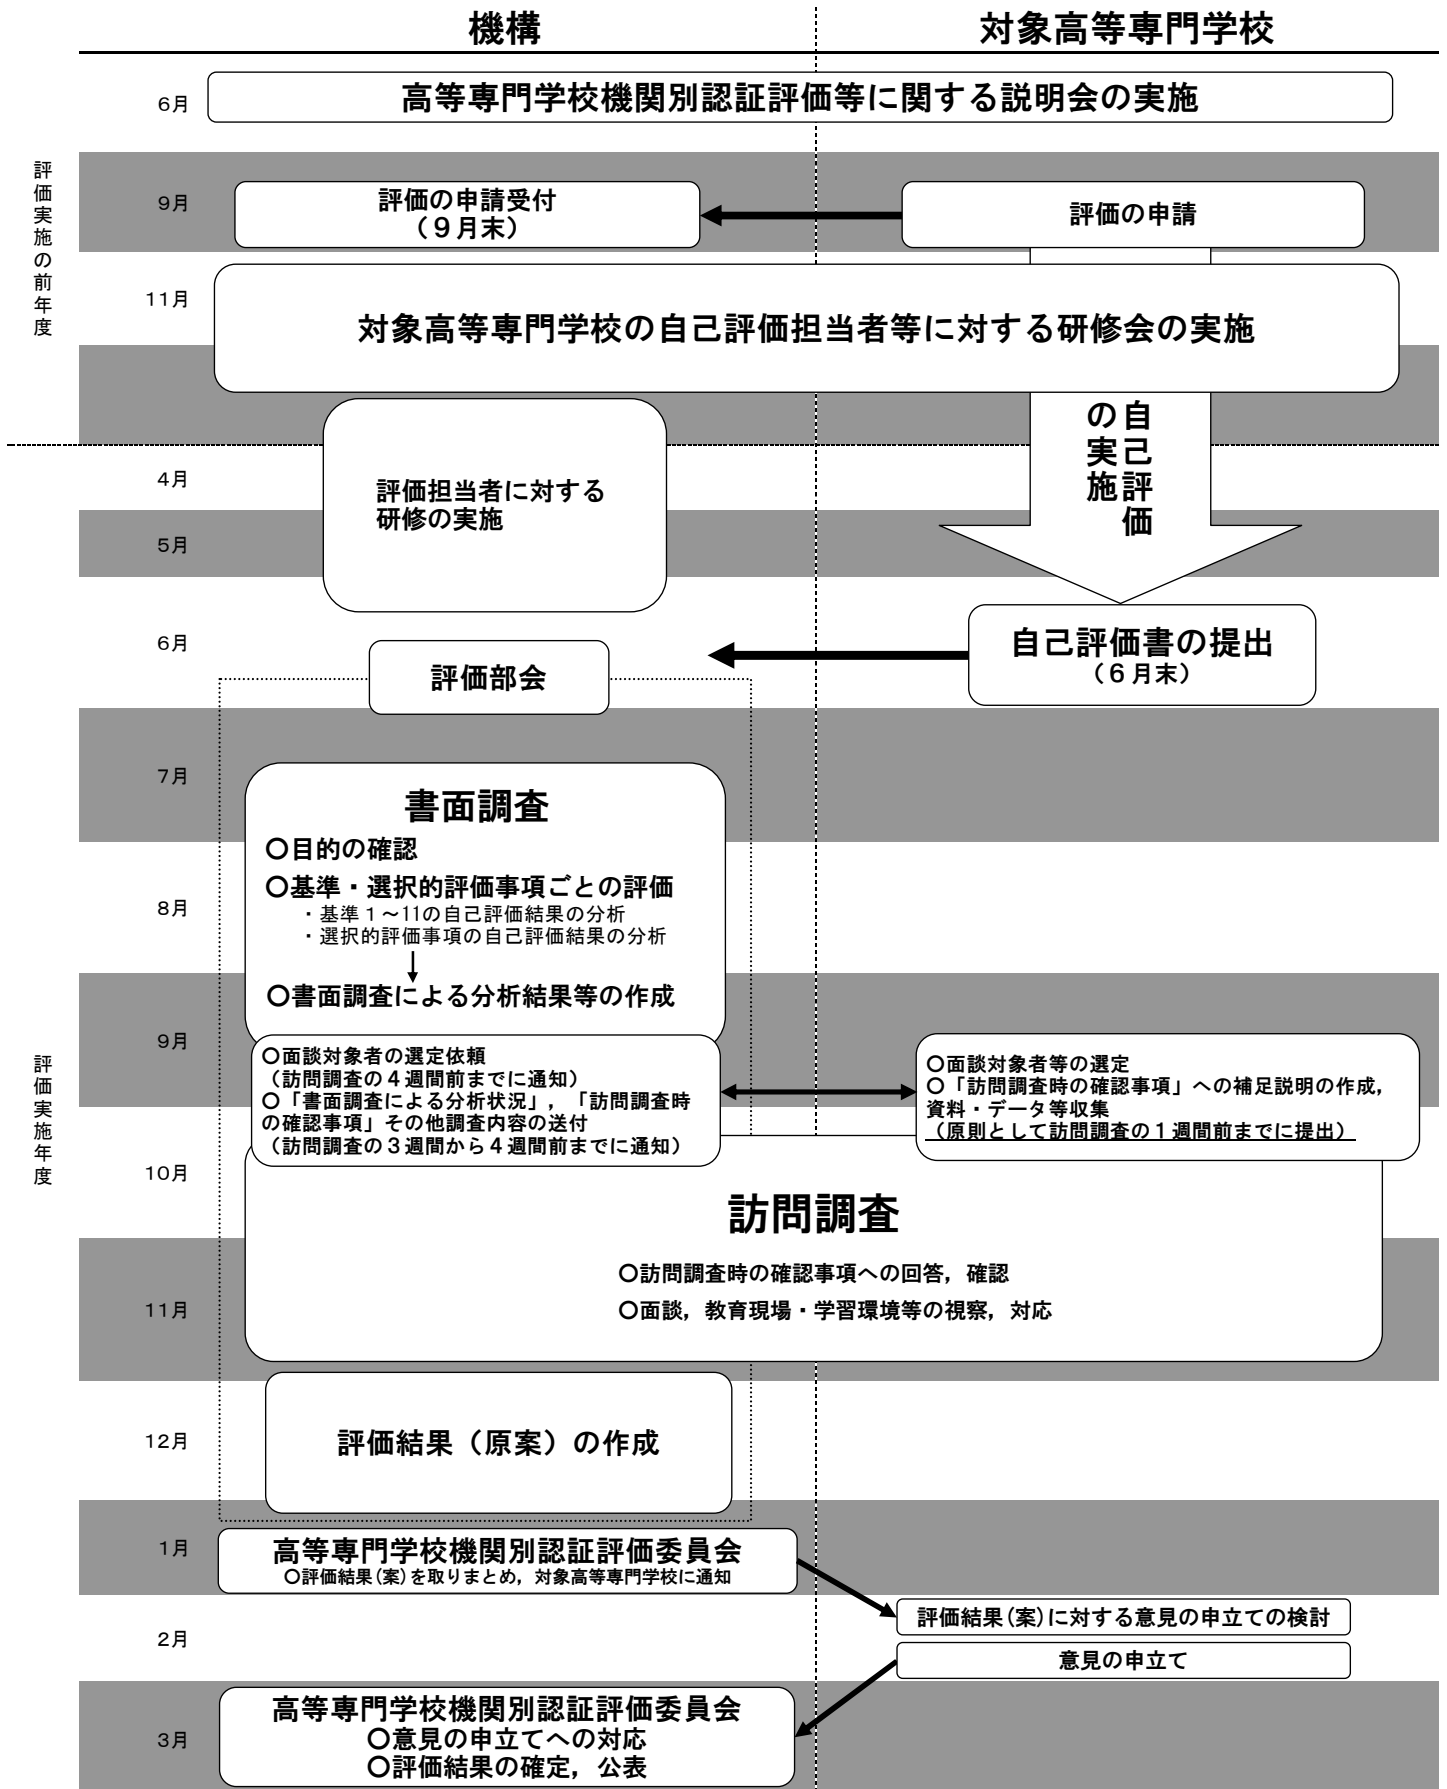 機構
対象高等専門学校
6月
高等専門学校機関別認証評価等に関する説明会の実施
評価実施の前年度
9月
評価の申請受付
（９月末）
評価の申請
11月
対象高等専門学校の自己評価担当者等に対する研修会の実施
自己評価
の実施
4月
評価担当者に対する
研修の実施
5月
6月
自己評価書の提出
（６月末）
評価部会
7月
書面調査
○目的の確認
○基準・選択的評価事項ごとの評価
8月
・基準１～11の自己評価結果の分析
・選択的評価事項の自己評価結果の分析
○書面調査による分析結果等の作成
評価実施年度
9月
○面談対象者の選定依頼
（訪問調査の４週間前までに通知）
○「書面調査による分析状況」，「訪問調査時
の確認事項」その他調査内容の送付
（訪問調査の３週間から４週間前までに通知）
○面談対象者等の選定
○「訪問調査時の確認事項」への補足説明の作成，
資料・データ等収集
（原則として訪問調査の１週間前までに提出）
10月
訪問調査
○訪問調査時の確認事項への回答，確認
11月
○面談，教育現場・学習環境等の視察，対応
12月
評価結果（原案）の作成
1月
高等専門学校機関別認証評価委員会
○評価結果(案)を取りまとめ，対象高等専門学校に通知
評価結果(案)に対する意見の申立ての検討
2月
意見の申立て
3月
高等専門学校機関別認証評価委員会
○意見の申立てへの対応
○評価結果の確定，公表